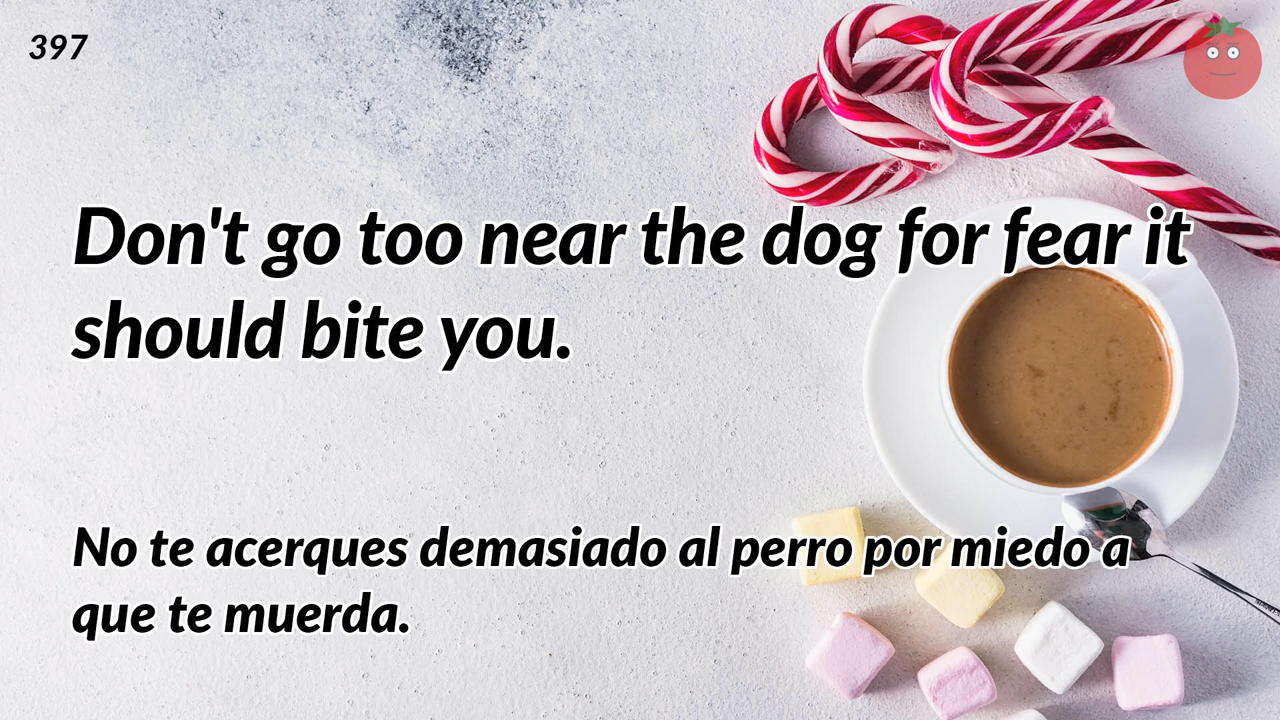 397
Don't go too near the dog for fear it
should bite you.
No te acerques demasiado al perro por miedo a
que te muerda.